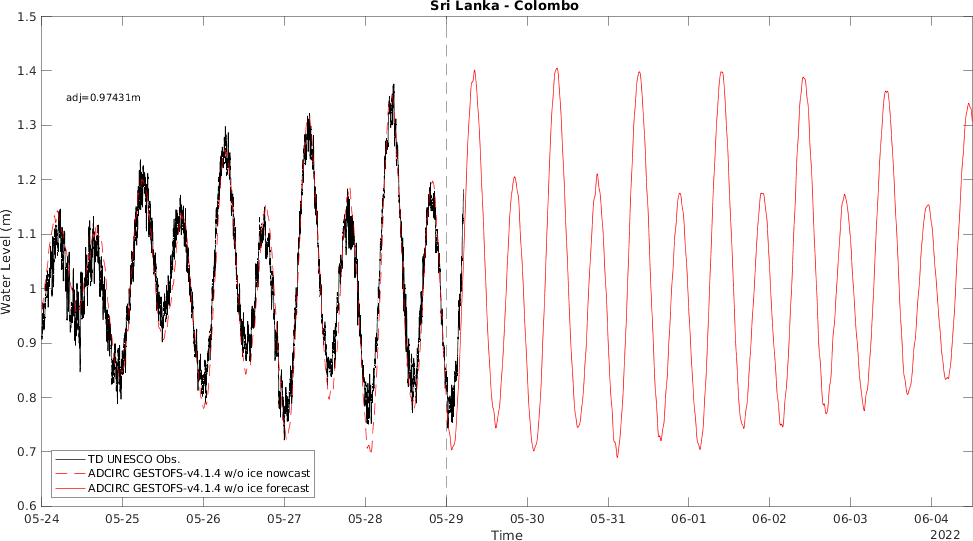 Sri Lanka - Colombo
1.5
1.4
adj=0.97431m
1.3
1.2
1.1
1
0.9
0.8
0.7
0.6
Water Level (m)
TD UNESCO Obs.
ADCIRC GESTOFS-v4.1.4 w/o ice nowcast
ADCIRC GESTOFS-v4.1.4 w/o ice forecast
05-24 05-25 05-26 05-27 05-28 05-29 05-30 05-31 06-01 06-02 06-03 06-04
2022
Time